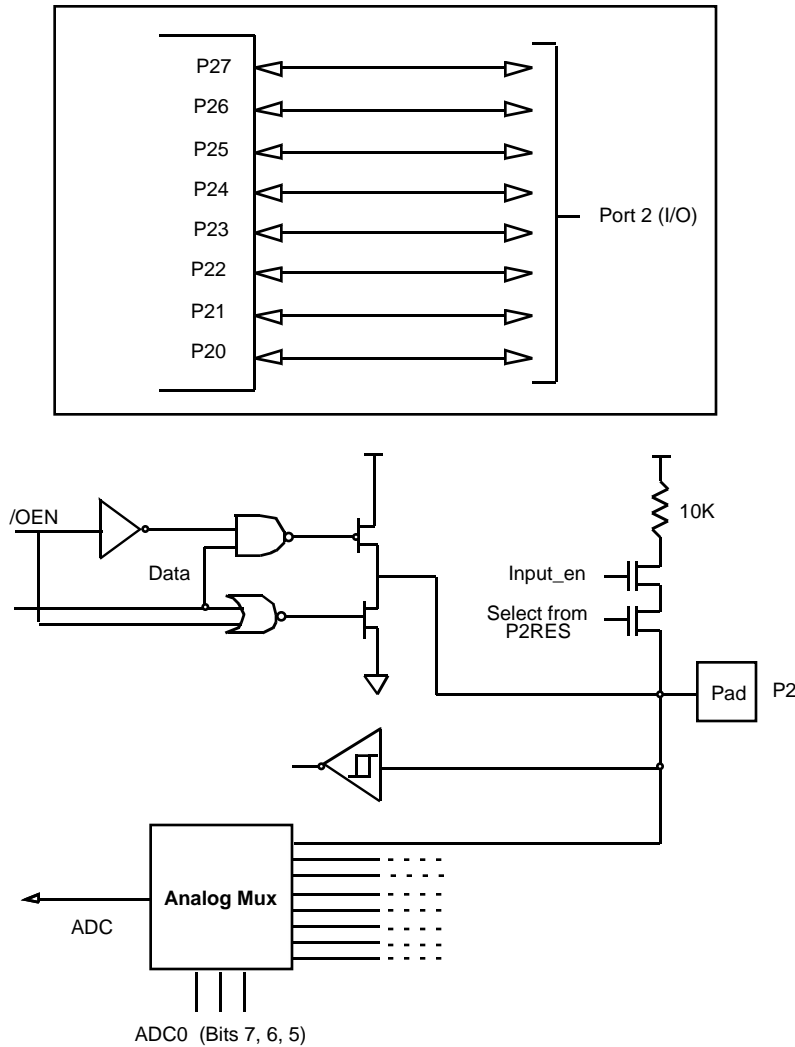 P27
P26
P25
P24
P23
P22
P21
P20
Port 2 (I/O)
/OEN
Data
10K
Input_en
Select from
P2RES
Pad
P2
Analog Mux
ADC
ADC0 (Bits 7, 6, 5)